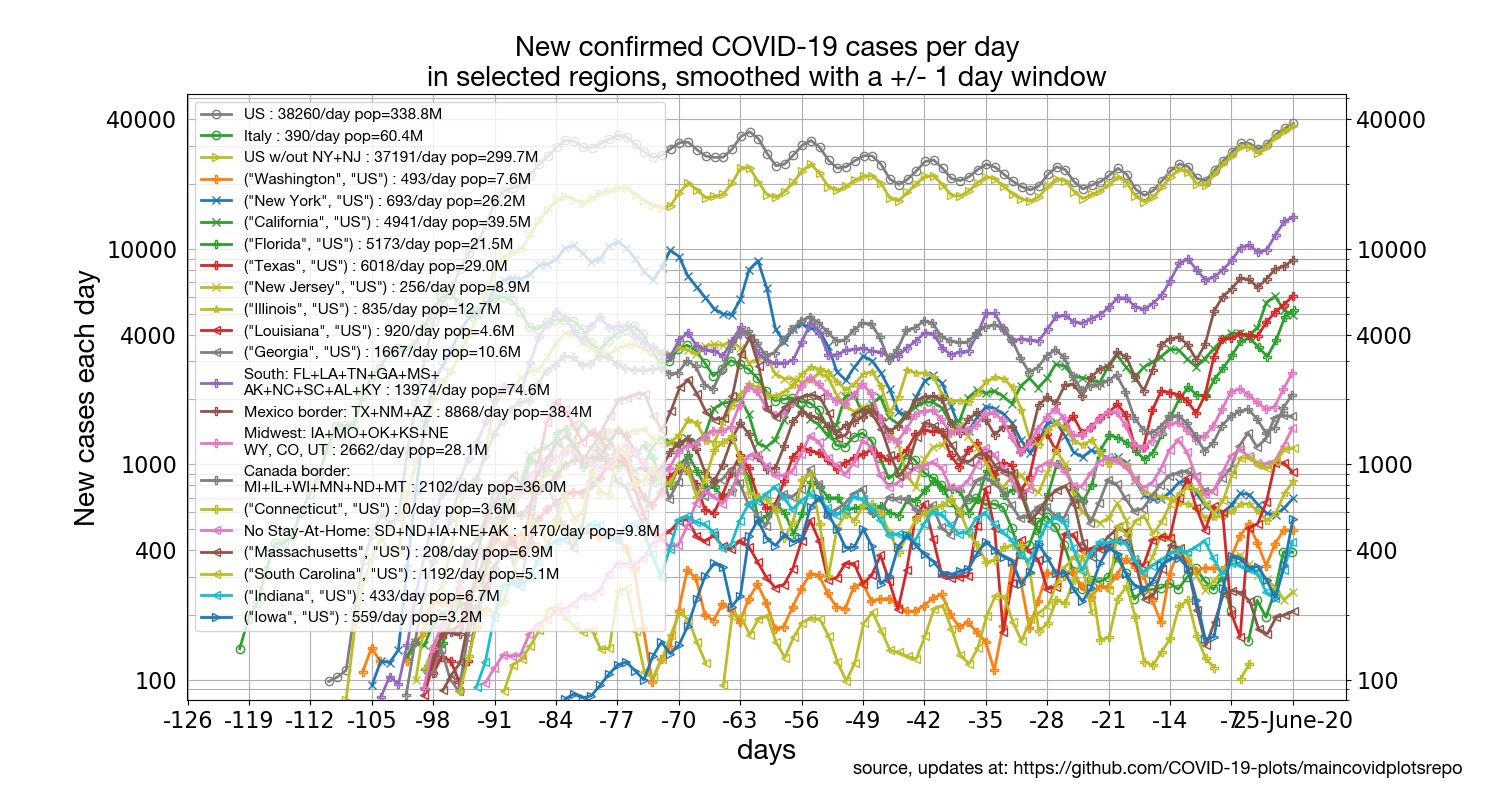 New confirmed COVID-19 cases per day
in selected regions, smoothed with a +/- 1 day window
US : 38260/day pop=338.8M
Italy : 390/day pop=60.4M
US w/out NY+NJ : 37191/day pop=299.7M
("Washington", "US") : 493/day pop=7.6M
("New York", "US") : 693/day pop=26.2M
("California", "US") : 4941/day pop=39.5M
("Florida", "US") : 5173/day pop=21.5M
("Texas", "US") : 6018/day pop=29.0M
("New Jersey", "US") : 256/day pop=8.9M
("Illinois", "US") : 835/day pop=12.7M
("Louisiana", "US") : 920/day pop=4.6M
("Georgia", "US") : 1667/day pop=10.6M
South: FL+LA+TN+GA+MS+
AK+NC+SC+AL+KY : 13974/day pop=74.6M
Mexico border: TX+NM+AZ : 8868/day pop=38.4M
Midwest: IA+MO+OK+KS+NE
WY, CO, UT : 2662/day pop=28.1M
Canada border:
MI+IL+WI+MN+ND+MT : 2102/day pop=36.0M
("Connecticut", "US") : 0/day pop=3.6M
No Stay-At-Home: SD+ND+IA+NE+AK : 1470/day pop=9.8M
("Massachusetts", "US") : 208/day pop=6.9M
("South Carolina", "US") : 1192/day pop=5.1M
("Indiana", "US") : 433/day pop=6.7M
("Iowa", "US") : 559/day pop=3.2M
New cases each day
40000
10000
4000
1000
400
100
40000
10000
4000
1000
400
100
-126 -119 -112 -105 -98 -91 -84 -77 -70 -63 -56 -49 -42 -35 -28 -21 -14 -7 25-June-20
days
source, updates at: https://github.com/COVID-19-plots/maincovidplotsrepo